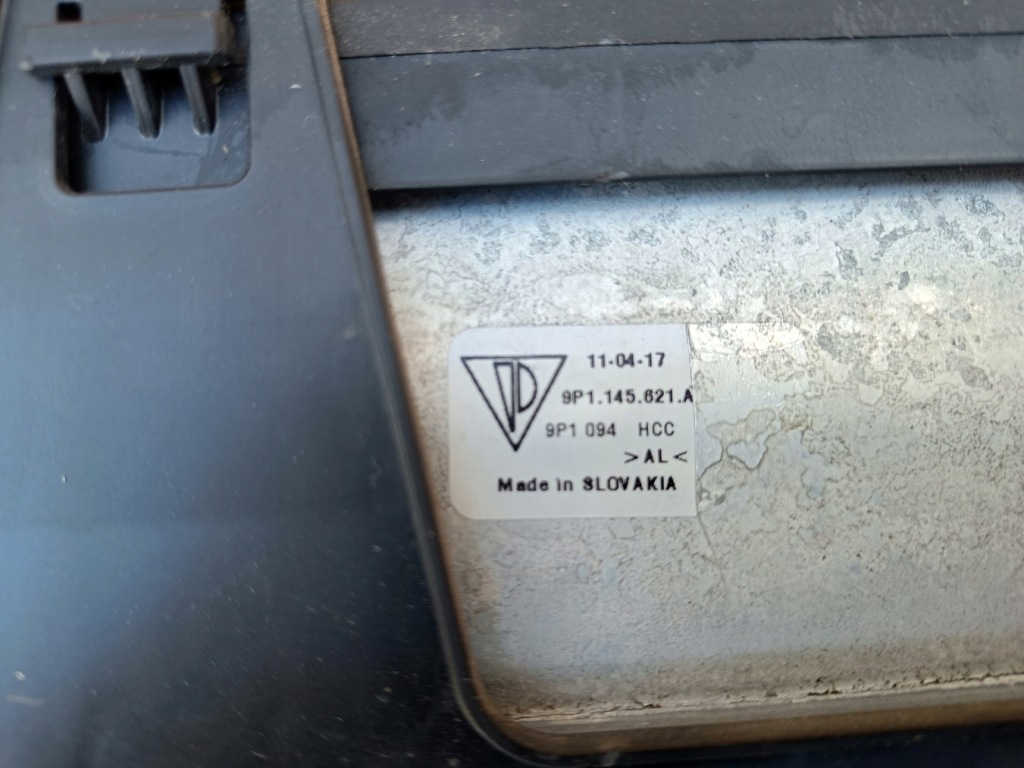 11-04-17
9P1.145.621.A
9P1 094 HCC
>AL<
Made in SLOVAKIA